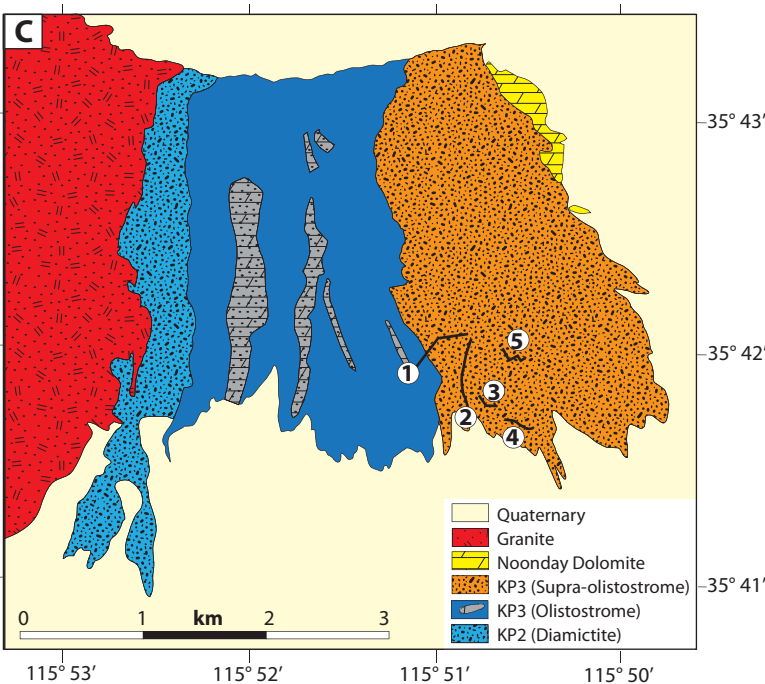 C
35° 43′
35° 42′
35° 41′
1
2
3
4
5
Quaternary
Granite
Noonday Dolomite
KP3 (Supra-olistostrome)
KP3 (Olistostrome)
KP2 (Diamictite)
0 1 km 2 3
115° 53′ 115° 52′ 115° 51′ 115° 50′